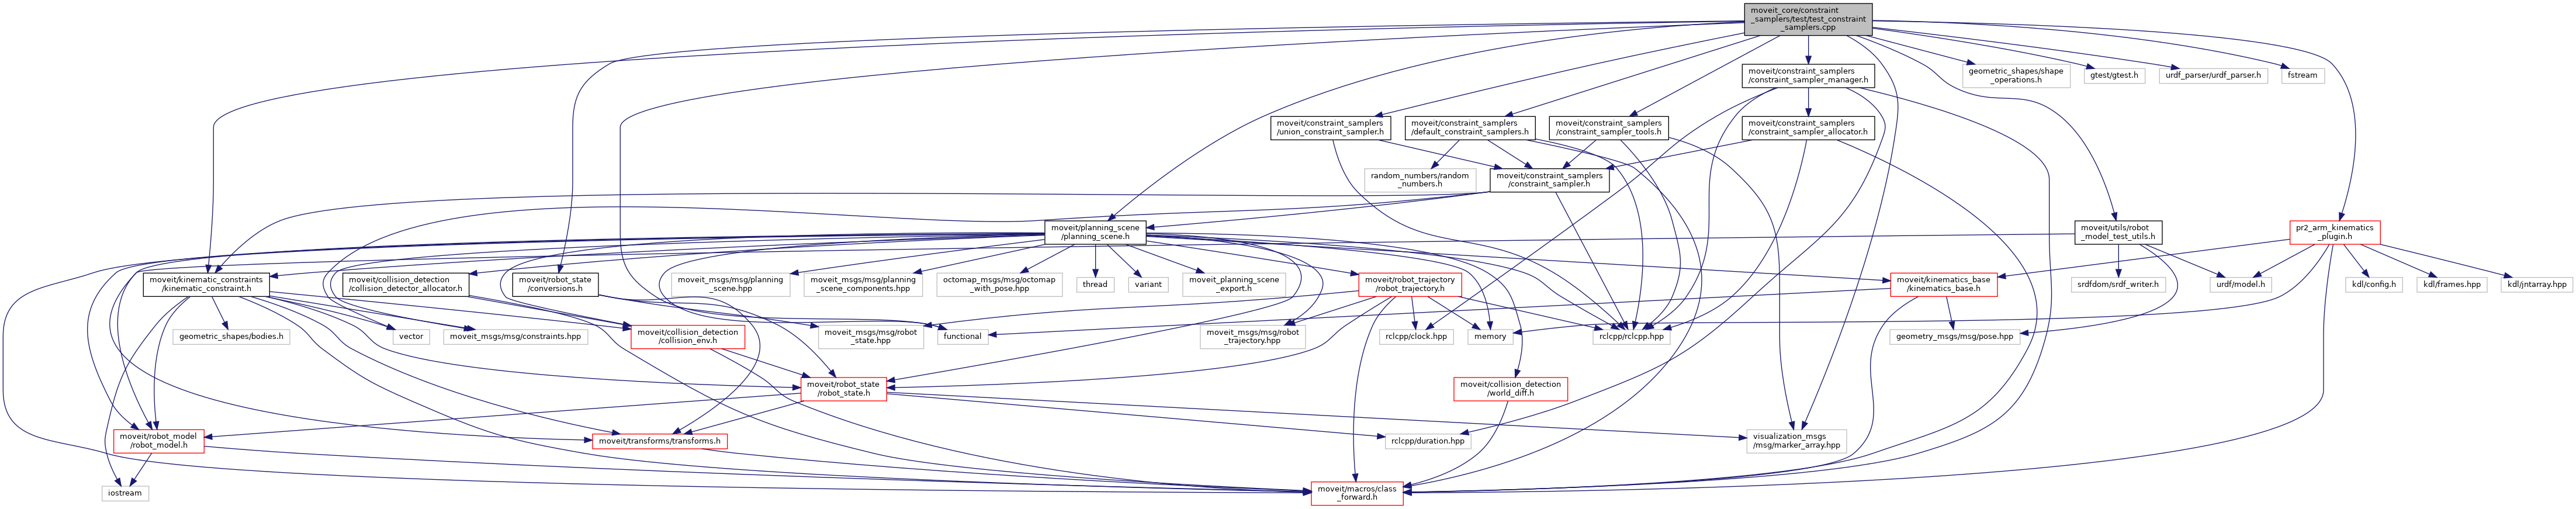 moveit_core/constraint
_samplers/test/test_constraint
_samplers.cpp
moveit/constraint_samplers
/constraint_sampler_manager.h
geometric_shapes/shape
_operations.h
gtest/gtest.h
urdf_parser/urdf_parser.h
fstream
moveit/constraint_samplers
/union_constraint_sampler.h
moveit/constraint_samplers
/default_constraint_samplers.h
moveit/constraint_samplers
/constraint_sampler_tools.h
moveit/constraint_samplers
/constraint_sampler_allocator.h
random_numbers/random
_numbers.h
moveit/constraint_samplers
/constraint_sampler.h
moveit/planning_scene
/planning_scene.h
moveit/utils/robot
_model_test_utils.h
pr2_arm_kinematics
_plugin.h
moveit/kinematic_constraints
/kinematic_constraint.h
moveit/collision_detection
/collision_detector_allocator.h
moveit/robot_state
/conversions.h
moveit_msgs/msg/planning
_scene.hpp
moveit_msgs/msg/planning
_scene_components.hpp
octomap_msgs/msg/octomap
_with_pose.hpp
thread
variant
moveit_planning_scene
_export.h
moveit/robot_trajectory
/robot_trajectory.h
moveit/kinematics_base
/kinematics_base.h
srdfdom/srdf_writer.h
urdf/model.h
kdl/config.h
kdl/frames.hpp
kdl/jntarray.hpp
geometric_shapes/bodies.h
vector
moveit_msgs/msg/constraints.hpp
moveit/collision_detection
/collision_env.h
moveit_msgs/msg/robot
_state.hpp
functional
moveit_msgs/msg/robot
_trajectory.hpp
rclcpp/clock.hpp
memory
rclcpp/rclcpp.hpp
geometry_msgs/msg/pose.hpp
moveit/robot_state
/robot_state.h
moveit/collision_detection
/world_diff.h
moveit/robot_model
/robot_model.h
moveit/transforms/transforms.h
rclcpp/duration.hpp
visualization_msgs
/msg/marker_array.hpp
iostream
moveit/macros/class
_forward.h